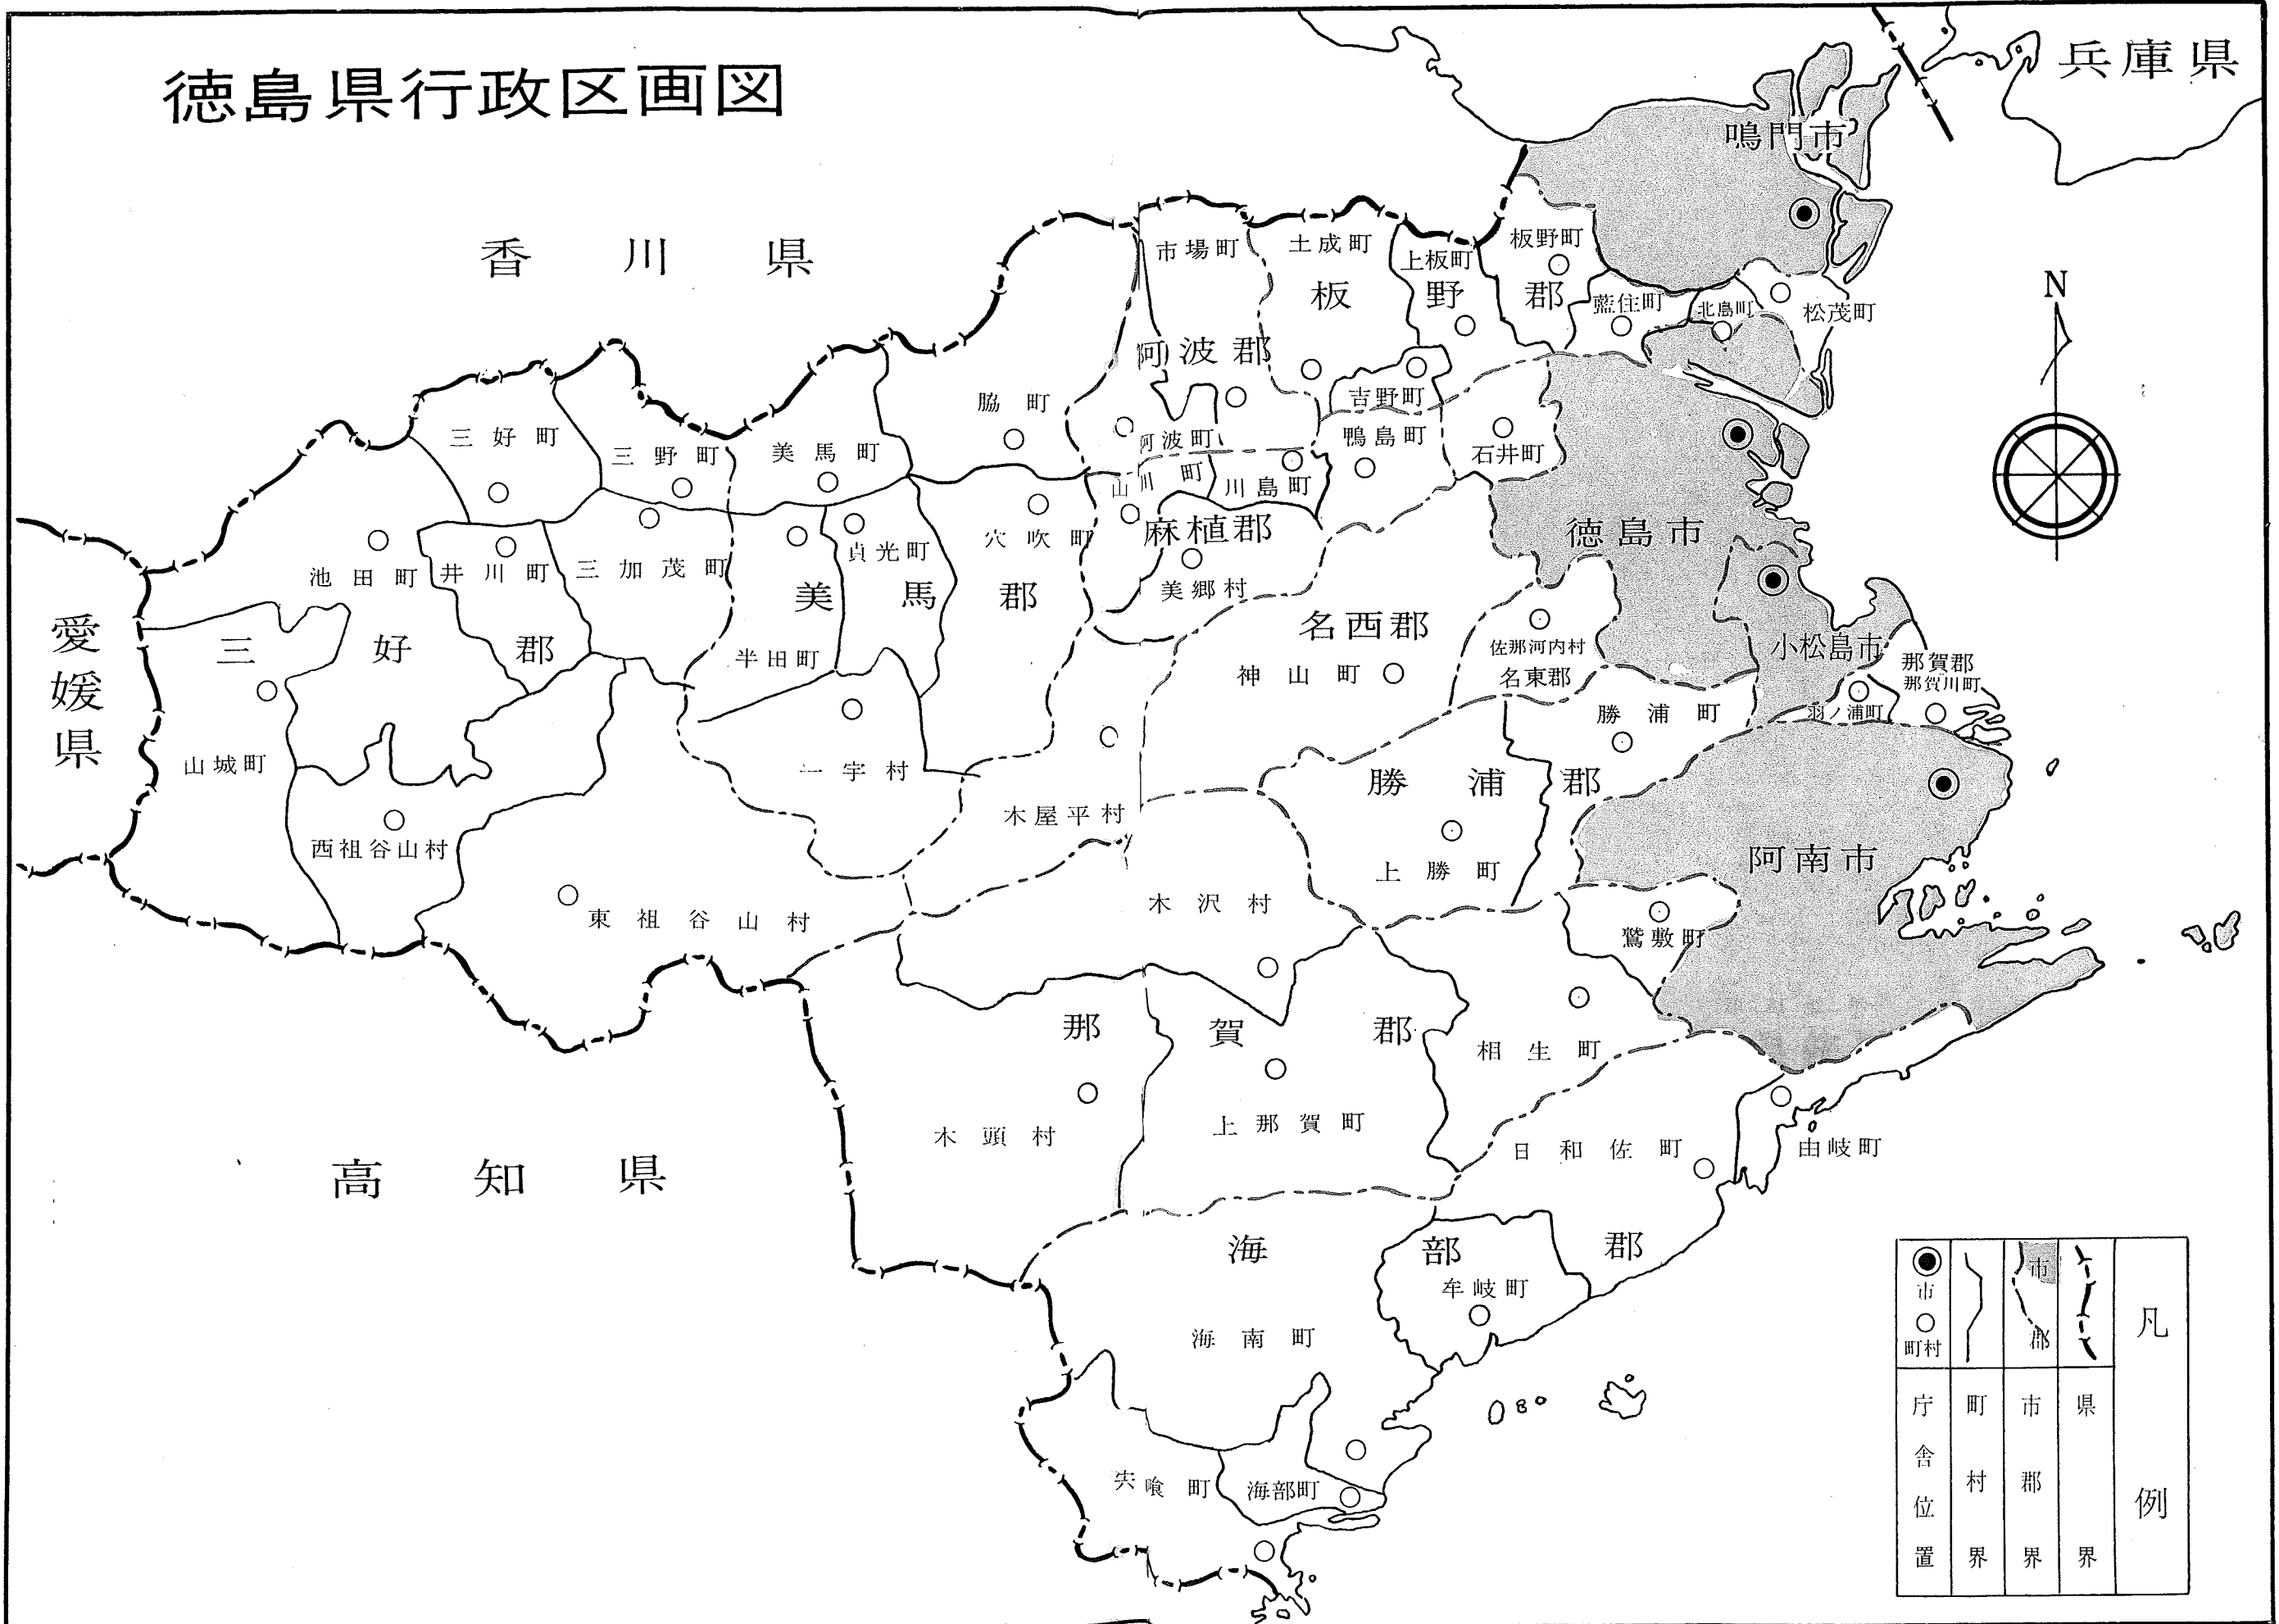 徳島県行政区画図
兵庫県
鳴門市
香川県
市場町
土成町
上板町
板野町
板野郡
藍住町
北島町
松茂町
N
阿波郡
脇町
阿波町
吉野町
鴨島町
石井町
三好町
三野町
美馬町
山川町
川島町
麻植郡
徳島市
池田町
井川町
三加茂町
貞光町
穴吹町
美郷村
美馬郡
愛媛県
三好郡
半田町
名西郡
神山町
佐那河内村
名東郡
小松島市
那賀郡
那賀川町
羽ノ浦町
勝浦町
山城町
一宇村
勝浦郡
木屋平村
西祖谷山村
上勝町
阿南市
東祖谷山村
木沢村
鷲敷町
那賀郡
相生町
木頭村
上那賀町
日和佐町
由岐町
高知県
海部郡
牟岐町
海南町
宍喰町
海部町
凡例
市
町村
庁舎位置
町村界
市
郡
市郡界
県界